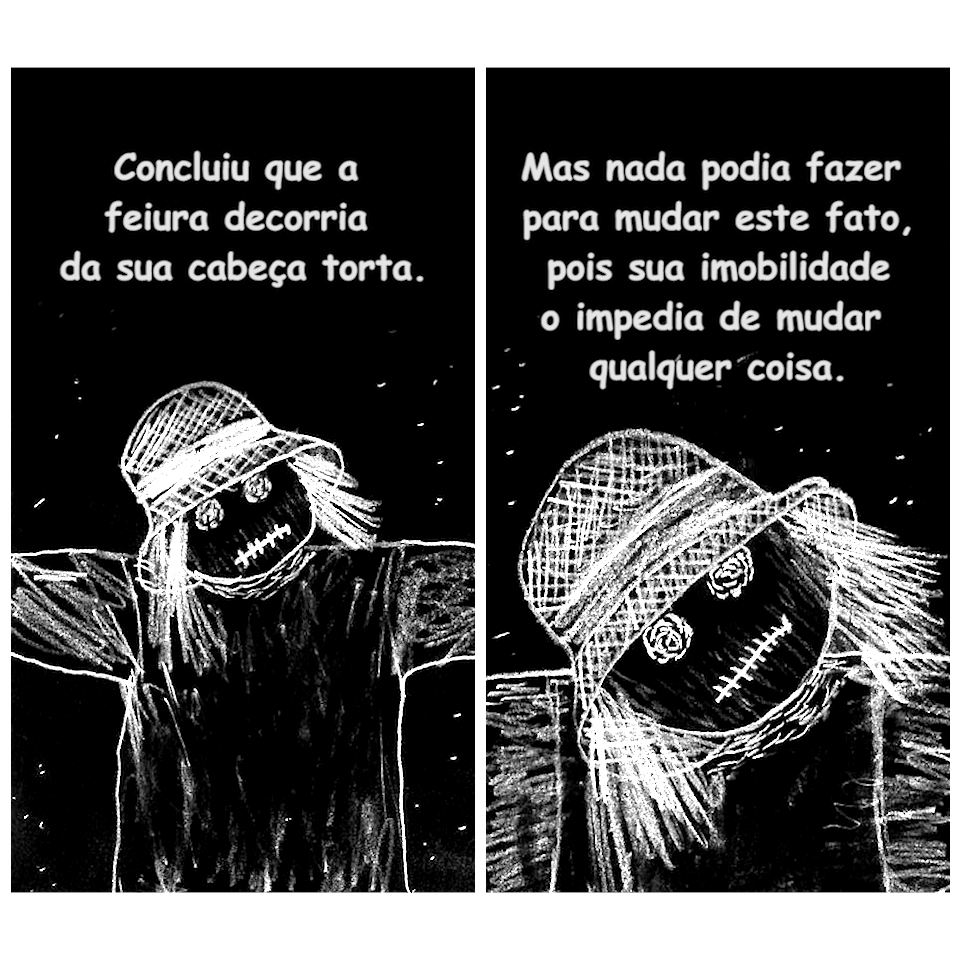 Concluiu que a
feiura decorria
da sua cabeça torta.
Mas nada podia fazer
para mudar este fato,
pois sua imobilidade
o impedia de mudar
qualquer coisa.